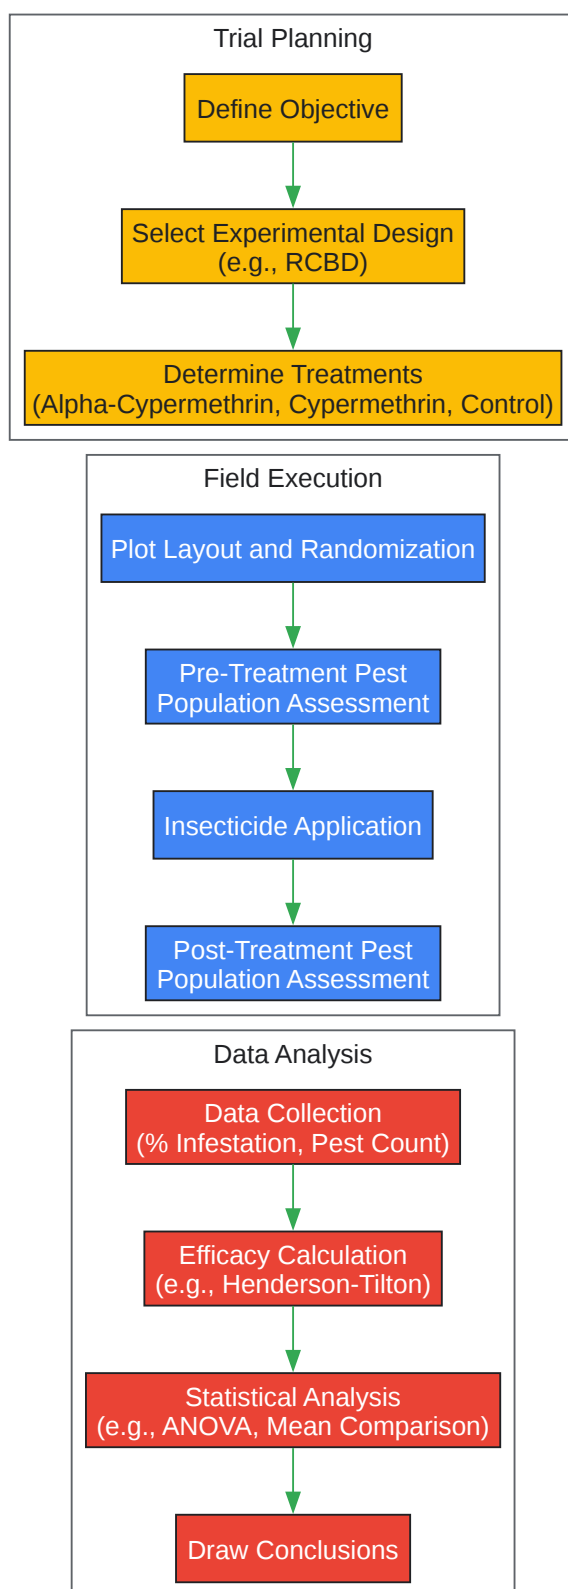 Trial Planning
Define Objective
Select Experimental Design
(e.g., RCBD)
Determine Treatments
(Alpha-Cypermethrin, Cypermethrin, Control)
Field Execution
Plot Layout and Randomization
Pre-Treatment Pest
Population Assessment
Insecticide Application
Post-Treatment Pest
Population Assessment
Data Analysis
Data Collection
(% Infestation, Pest Count)
Efficacy Calculation
(e.g., Henderson-Tilton)
Statistical Analysis
(e.g., ANOVA, Mean Comparison)
Draw Conclusions